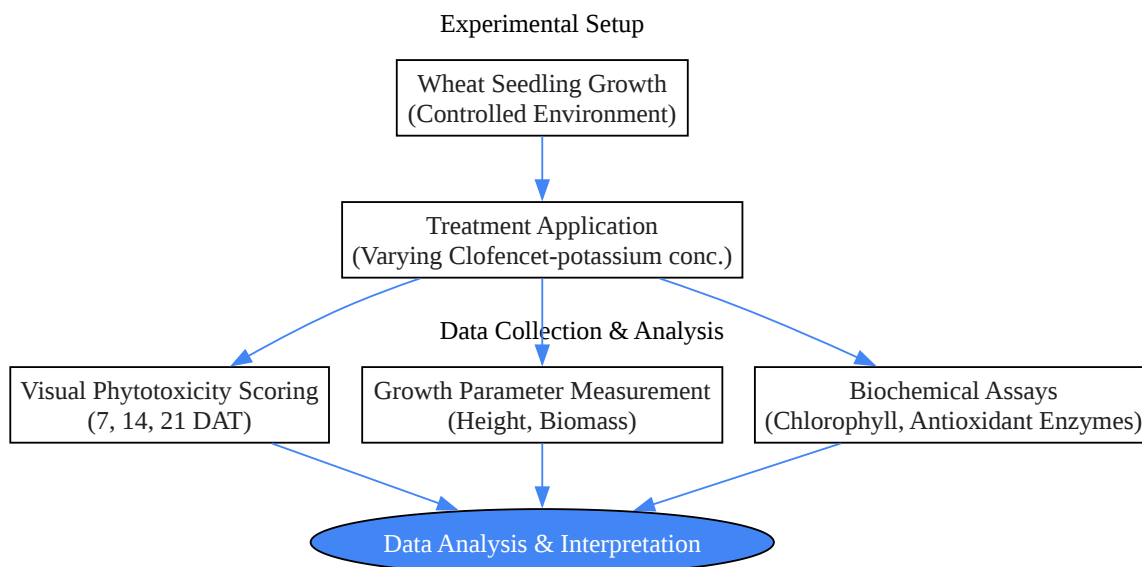 Experimental Setup
Wheat Seedling Growth
(Controlled Environment)
Treatment Application
(Varying Clofencet-potassium conc.)
Data Collection & Analysis
Visual Phytotoxicity Scoring
(7, 14, 21 DAT)
Growth Parameter Measurement
(Height, Biomass)
Biochemical Assays
(Chlorophyll, Antioxidant Enzymes)
Data Analysis & Interpretation